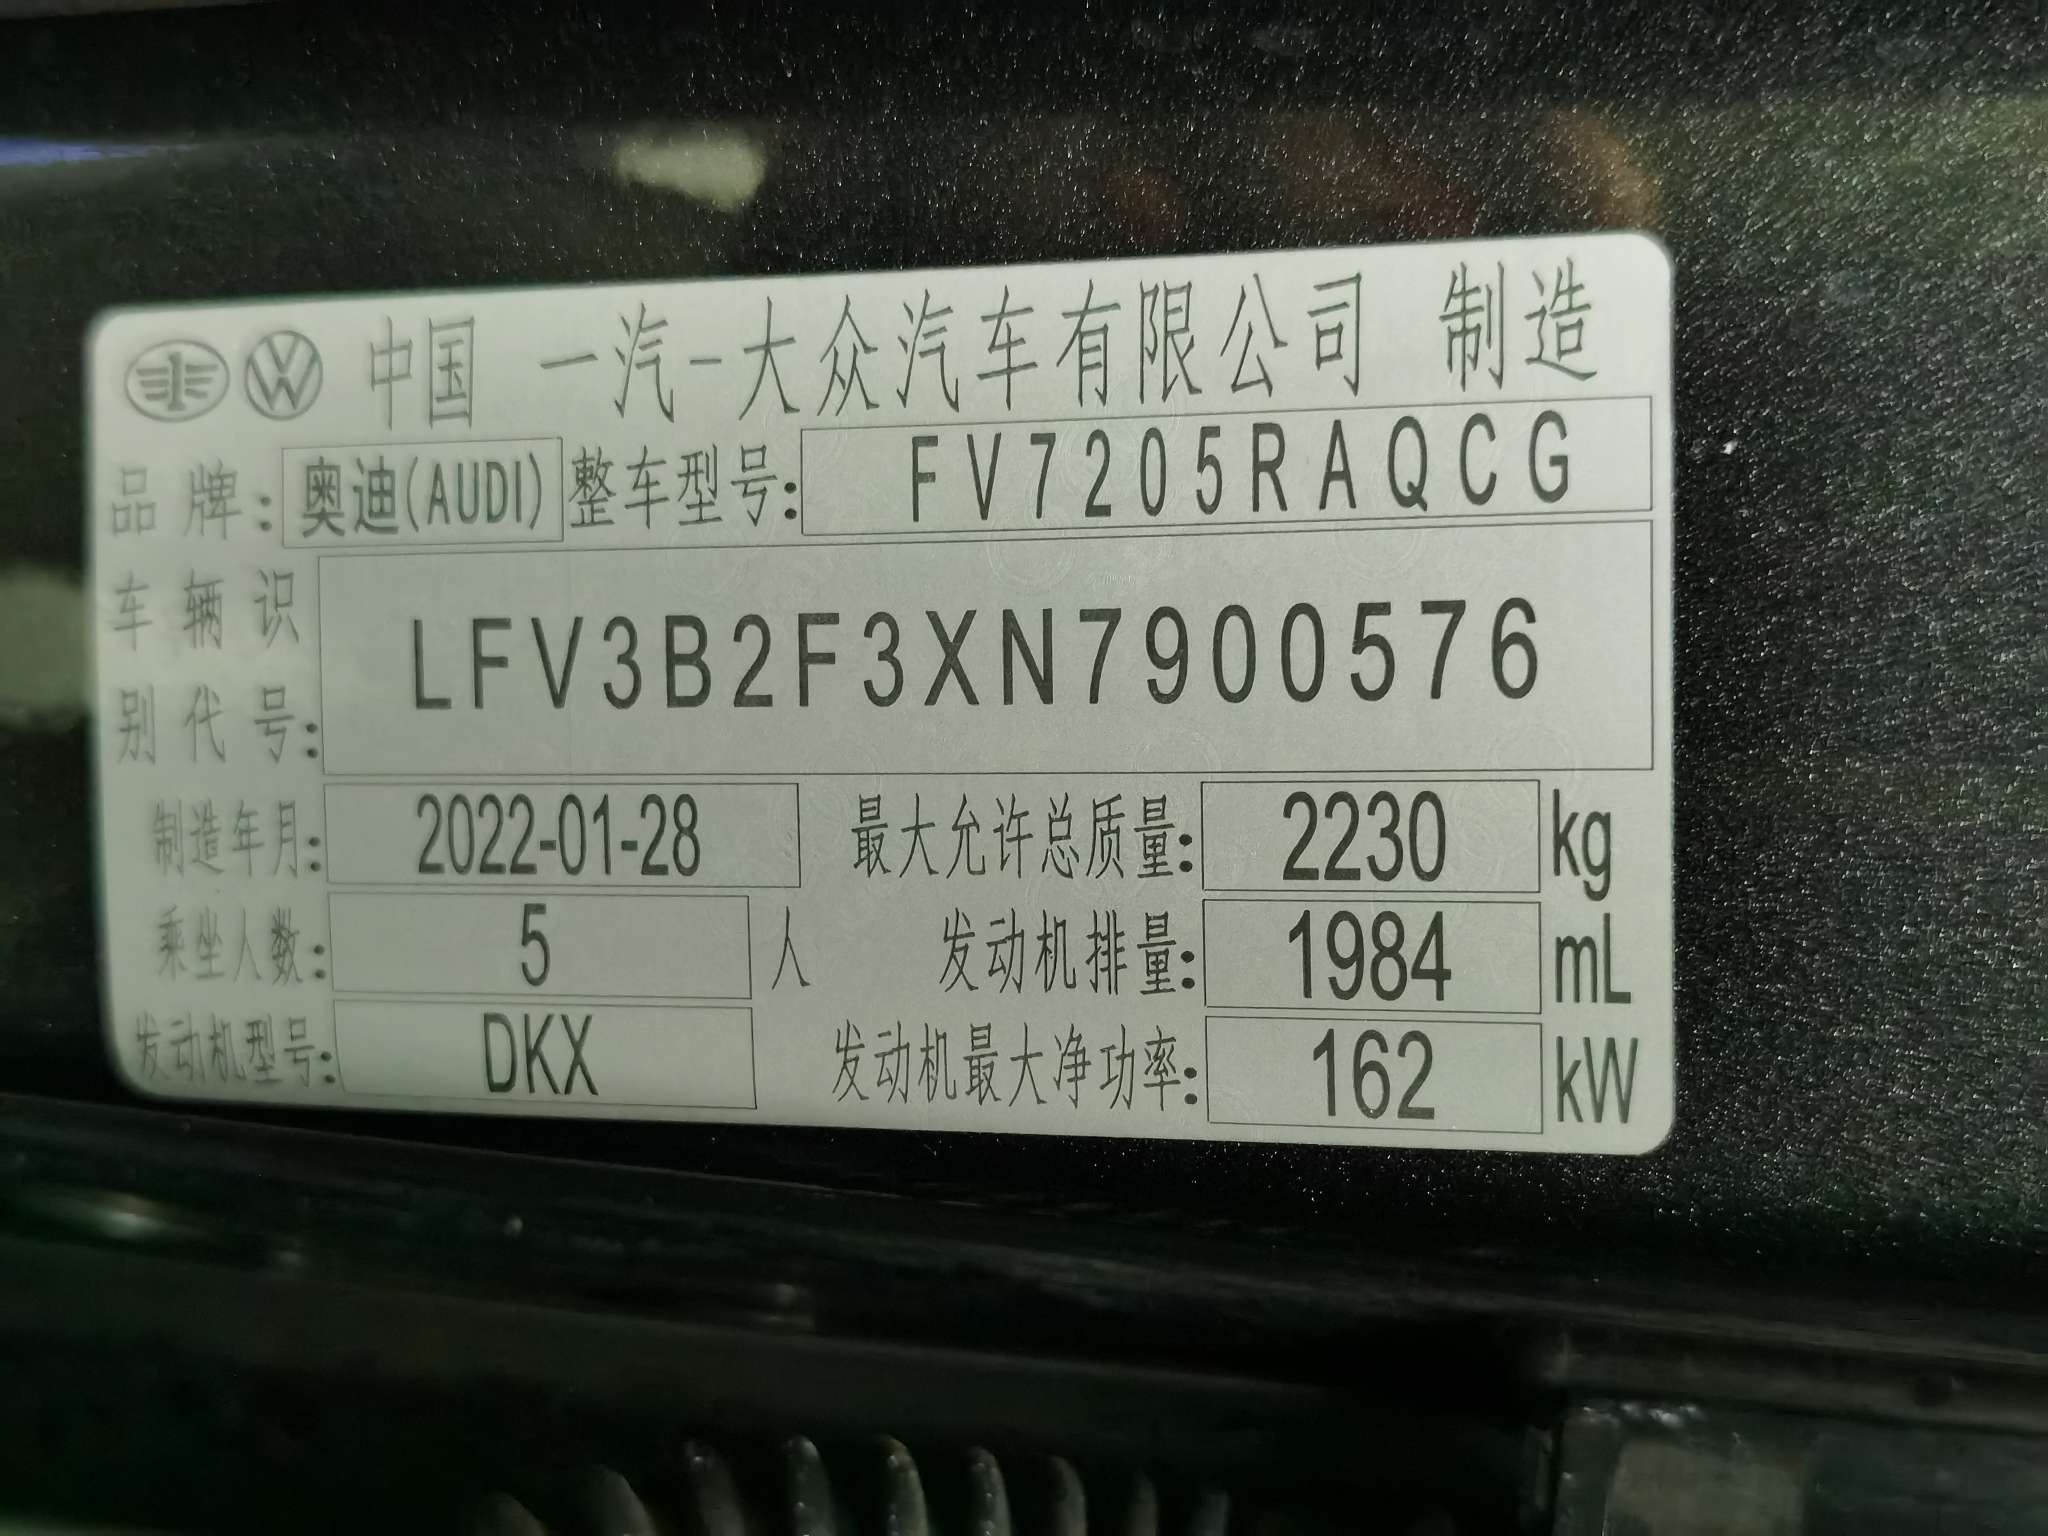 中国 一汽-大众汽车有限公司 制造
品牌: 奥迪(AUDI) 整车型号: FV7205RAQCG
车辆识
别代号: LFV3B2F3XN7900576
制造年月: 2022-01-28 最大允许总质量: 2230 kg
乘坐人数: 5 人 发动机排量: 1984 mL
发动机型号: DKX 发动机最大净功率: 162 kW